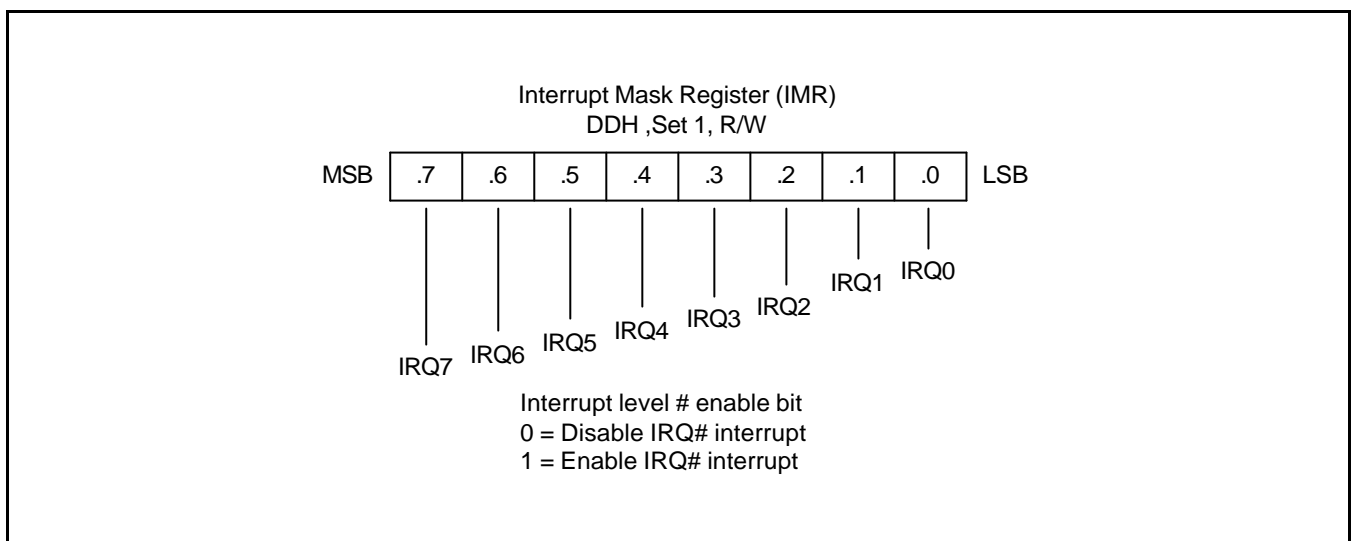 Interrupt Mask Register (IMR)
DDH ,Set 1, R/W
MSB .7 .6 .5 .4 .3 .2 .1 .0 LSB
IRQ7 IRQ6 IRQ5 IRQ4 IRQ3 IRQ2 IRQ1 IRQ0
Interrupt level # enable bit
0 = Disable IRQ# interrupt
1 = Enable IRQ# interrupt